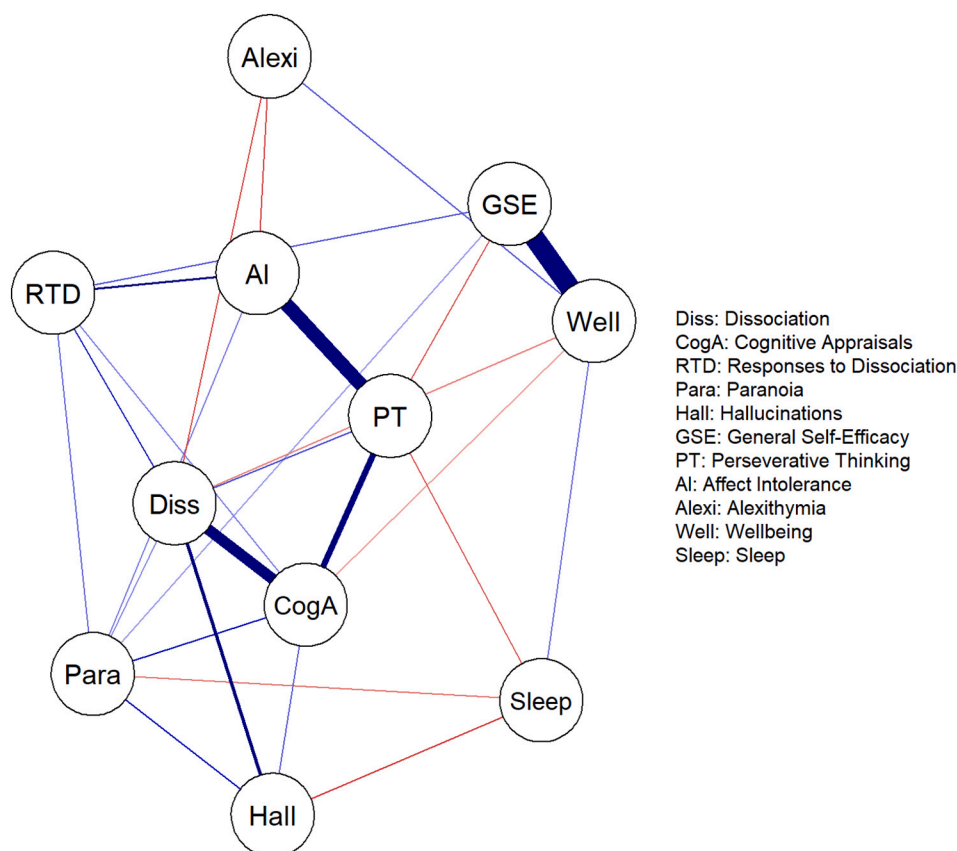 Alexi
GSE
AI
RTD
Well
PT
Diss
CogA
Para
Sleep
Hall
Diss: Dissociation
CogA: Cognitive Appraisals
RTD: Responses to Dissociation
Para: Paranoia
Hall: Hallucinations
GSE: General Self-Efficacy
PT: Perseverative Thinking
AI: Affect Intolerance
Alexi: Alexithymia
Well: Wellbeing
Sleep: Sleep